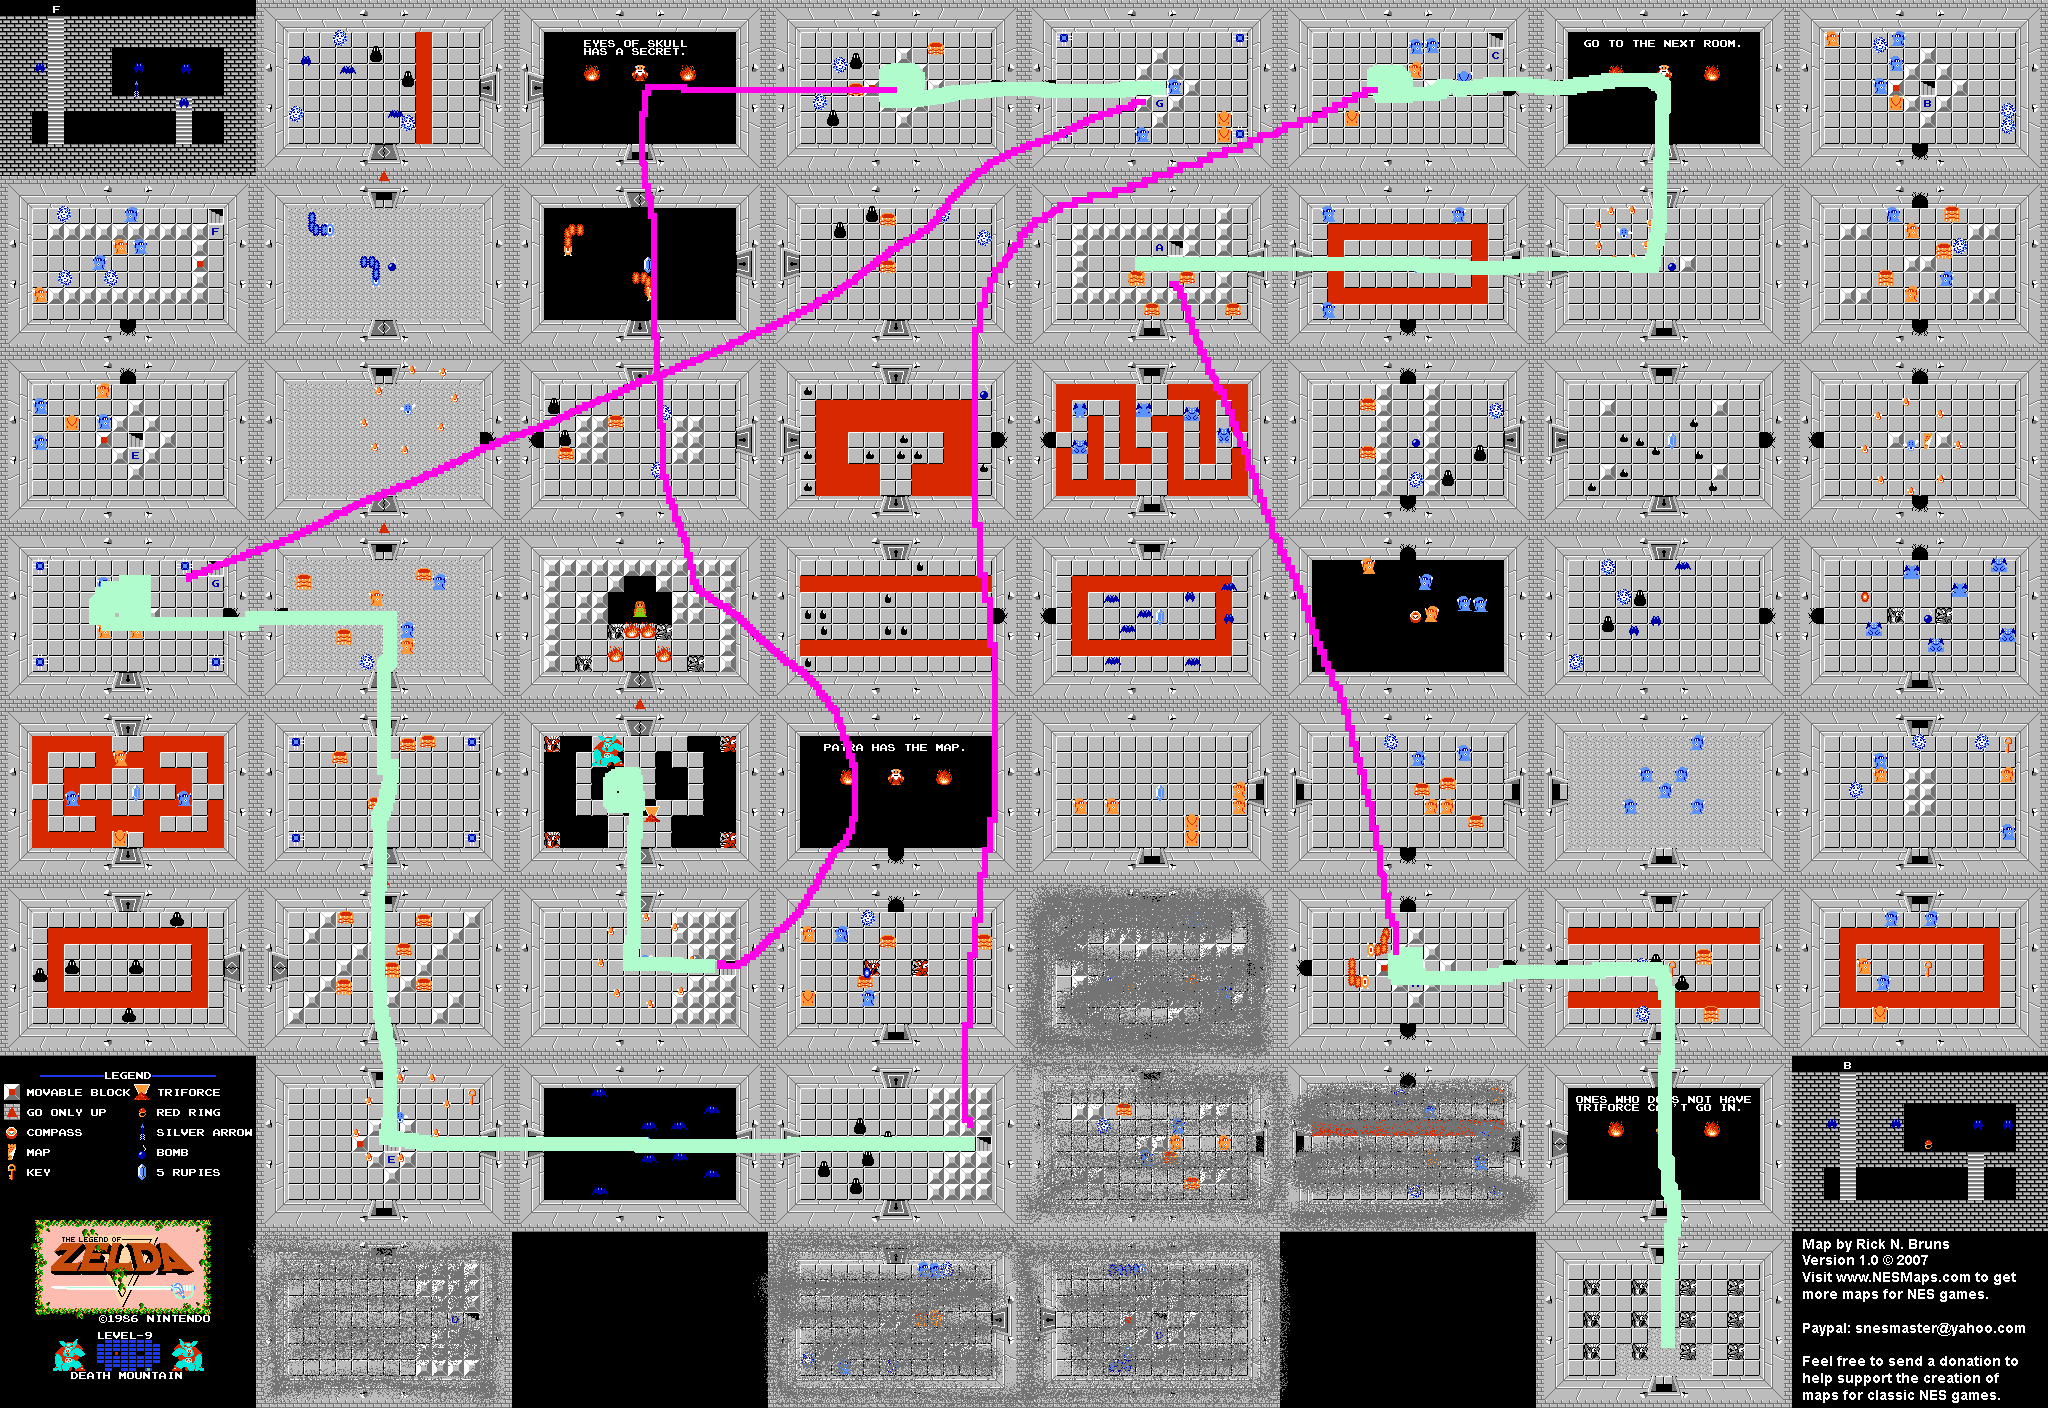 F
EYES OF SKULL
HAS A SECRET.
C
GO TO THE NEXT ROOM.
G
B
F
A
E
G
PATRA HAS THE MAP.
LEGEND
MOVABLE BLOCK
TRIFORCE
GO ONLY UP
RED RING
COMPASS
SILVER ARROW
MAP
BOMB
KEY
5 RUPIES
E
ONES WHO DOES NOT HAVE
TRIFORCE CAN'T GO IN.
B
THE LEGEND OF
ZELDA
©1986 NINTENDO
LEVEL-9
DEATH MOUNTAIN
D
Map by Rick N. Bruns
Version 1.0 © 2007
Visit www.NESMaps.com to get
more maps for NES games.
Paypal: snesmaster@yahoo.com
Feel free to send a donation to
help support the creation of
maps for classic NES games.